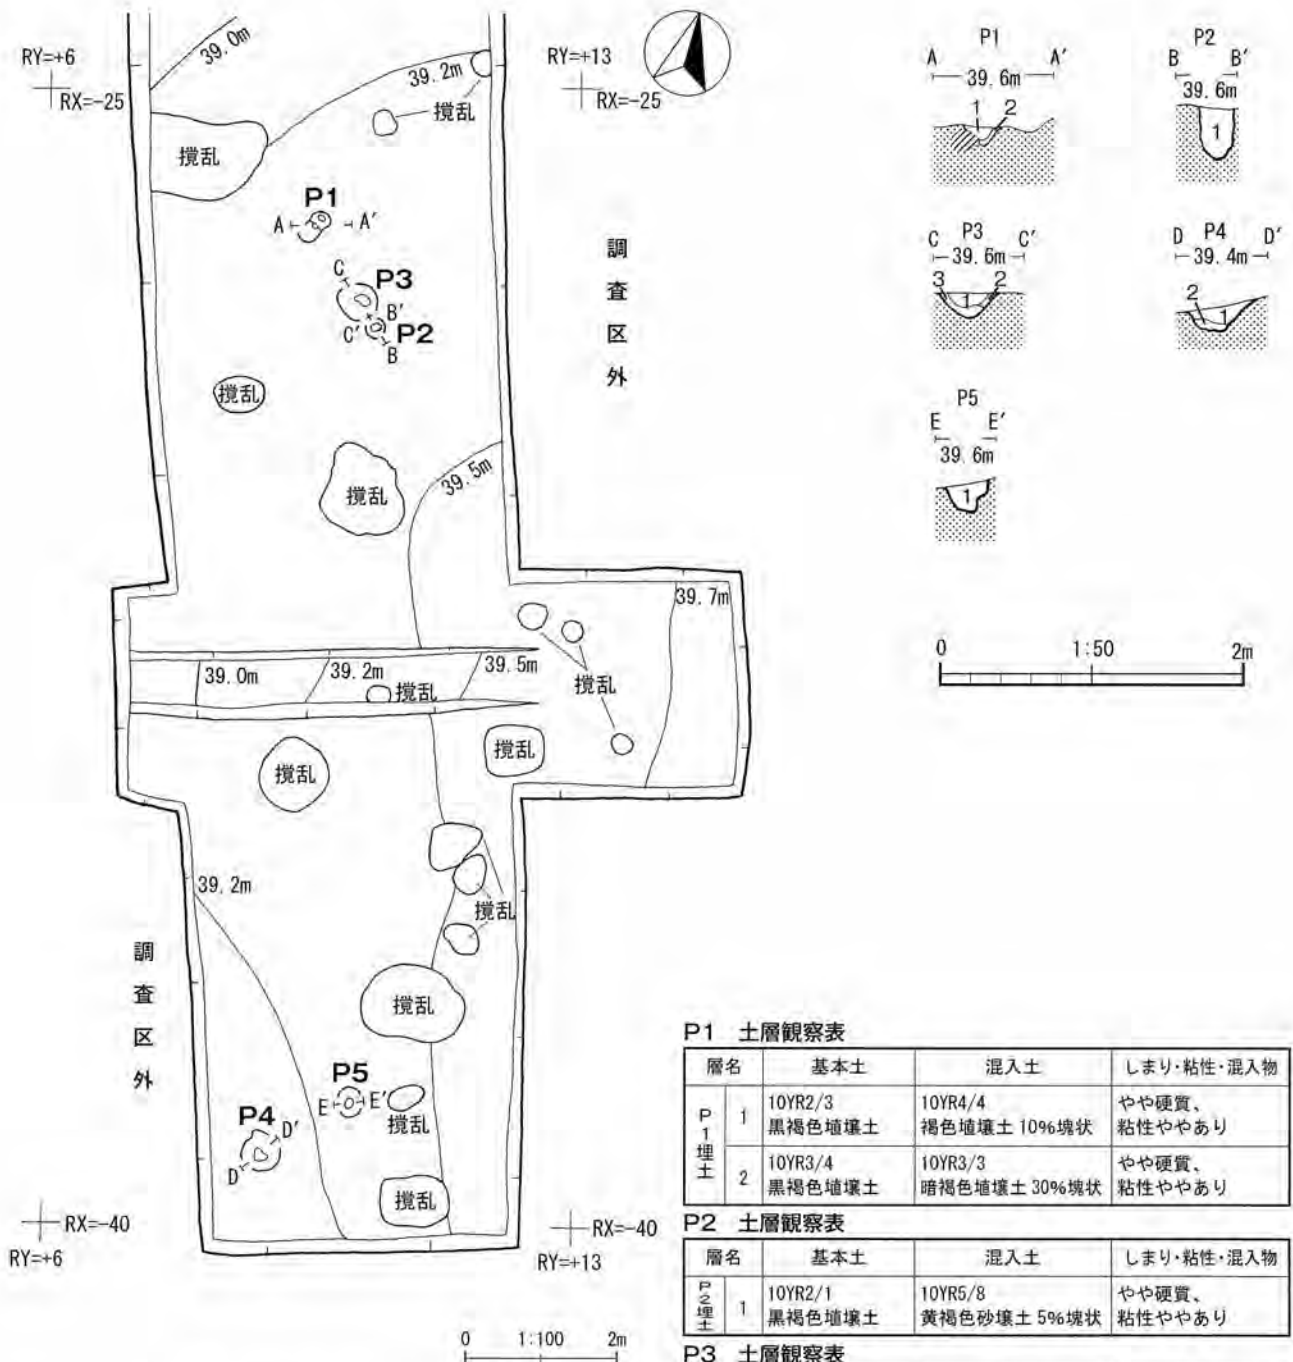 39.0m
RY=+6
RX=-25
39.2m
攪乱
RY=+13
RX=-25
攪乱
P1
A A′
C
P3
B′
C′
P2
B
調査区外
攪乱
攪乱
39.5m
39.7m
39.0m
39.2m
39.5m
攪乱
攪乱
攪乱
攪乱
39.2m
攪乱
調査区外
攪乱
P5
E E′
攪乱
P4
D′
D
攪乱
RX=-40
RY=+6
RX=-40
RY=+13
0 1:100 2m
P1
A A′
39.6m
1 2
P2
B B′
39.6m
1
P3
C C′
39.6m
3 1 2
P4
D D′
39.4m
2 1
P5
E E′
39.6m
1
0 1:50 2m
P1 土層観察表
層名 基本土 混入土 しまり・粘性・混入物
P1埋土
1 10YR2/3 10YR4/4 やや硬質、
黒褐色埴壌土 褐色埴壌土 10%塊状 粘性ややあり
2 10YR3/4 10YR3/3 やや硬質、
黒褐色埴壌土 暗褐色埴壌土 30%塊状 粘性ややあり
P2 土層観察表
層名 基本土 混入土 しまり・粘性・混入物
P2埋土
1 10YR2/1 10YR5/8 やや硬質、
黒褐色埴壌土 黄褐色砂壌土 5%塊状 粘性ややあり
P3 土層観察表